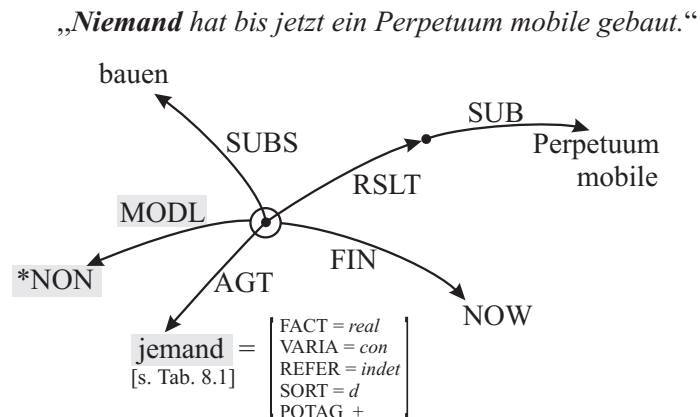 „Niemand hat bis jetzt ein Perpetuum mobile gebaut.“
bauen
SUB
SUBS
Perpetuum
mobile
RSLT
MODL
FIN
*NON
AGT
NOW
jemand =
[s. Tab. 8.1]
FACT = real
VARIA = con
REFER = indet
SORT = d
POTAG +